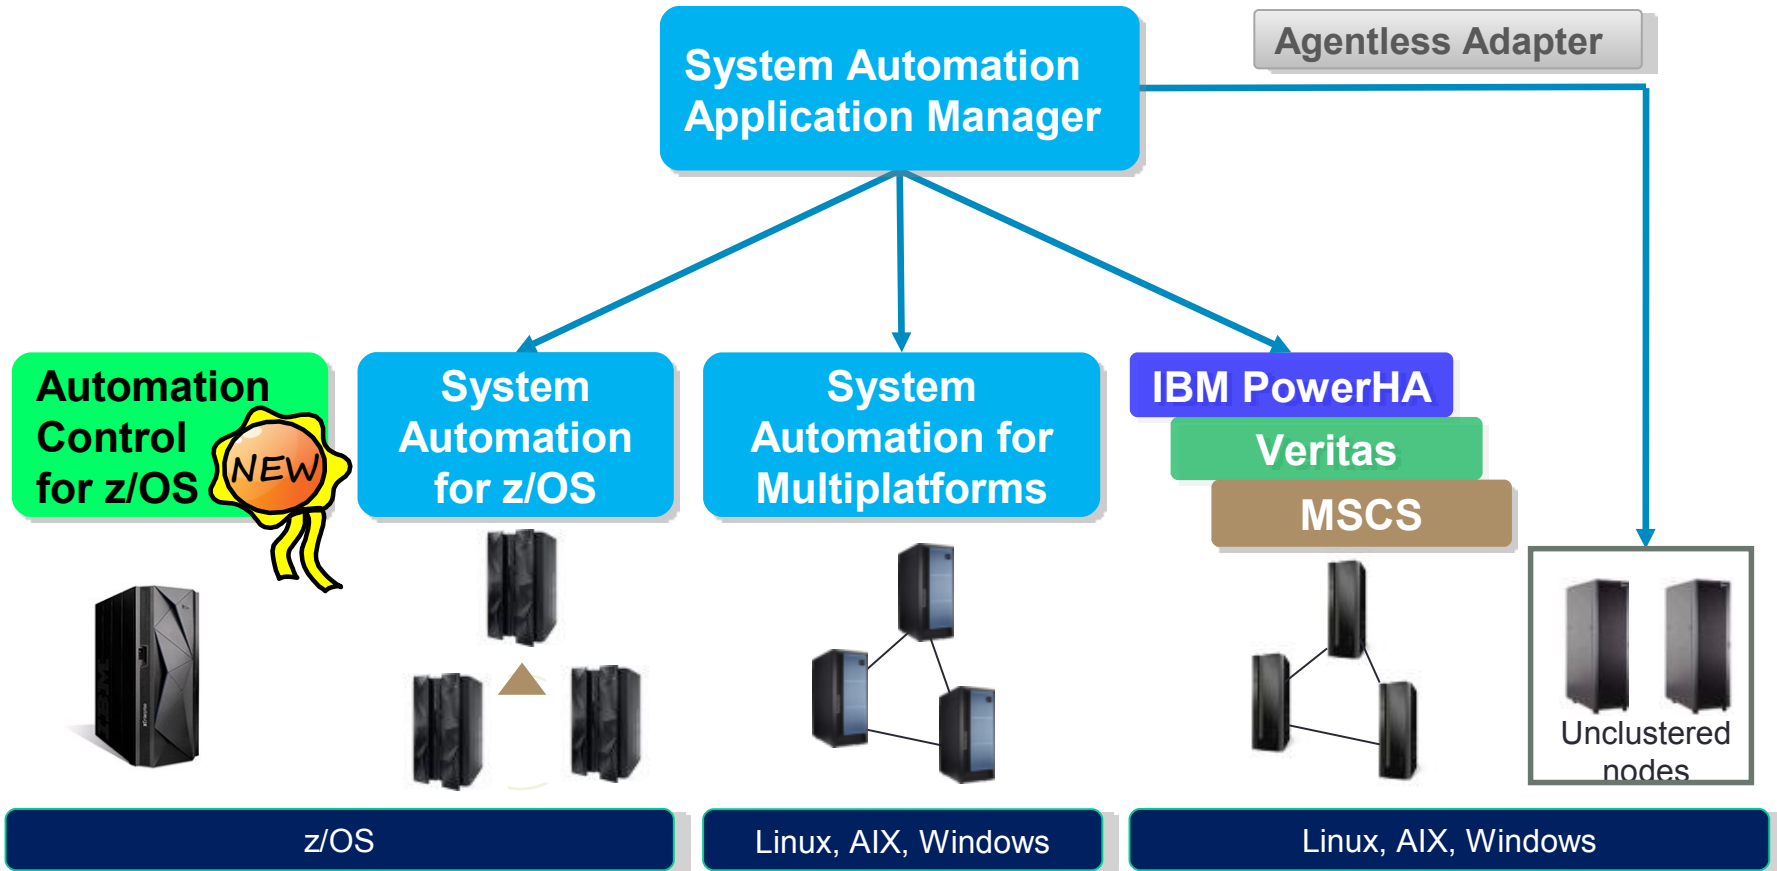 System Automation
Application Manager
Agentless Adapter
Automation
Control
for z/OS
NEW
System
Automation
for z/OS
System
Automation for
Multiplatforms
IBM PowerHA
Veritas
MSCS
IBM
Unclustered
nodes
z/OS
Linux, AIX, Windows
Linux, AIX, Windows